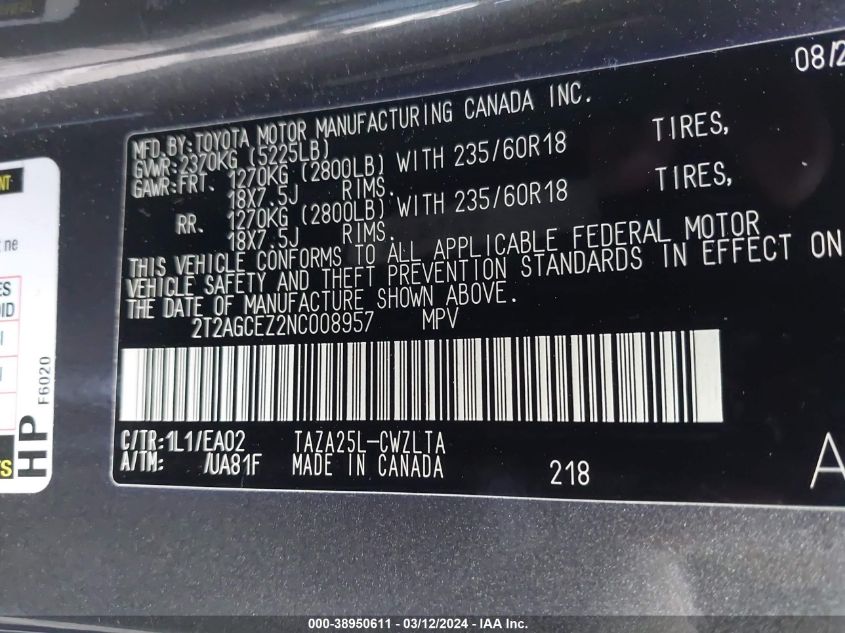 08/2
MFD.BY:TOYOTA MOTOR MANUFACTURING CANADA INC.
GVWR:2370KG (5225LB)
GAWR:FRT. 1270KG (2800LB) WITH 235/60R18 TIRES,
18X7.5J RIMS.
RR. 1270KG (2800LB) WITH 235/60R18 TIRES,
18X7.5J RIMS.
THIS VEHICLE CONFORMS TO ALL APPLICABLE FEDERAL MOTOR
VEHICLE SAFETY AND THEFT PREVENTION STANDARDS IN EFFECT ON
THE DATE OF MANUFACTURE SHOWN ABOVE.
2T2AGCEZ2NC008957 MPV
C/TR:1L1/EA02 TAZA25L-CWZLTA
A/TM: /UA81F MADE IN CANADA
218
A
HP
F6020
ne
000-38950611 - 03/12/2024 - IAA Inc.